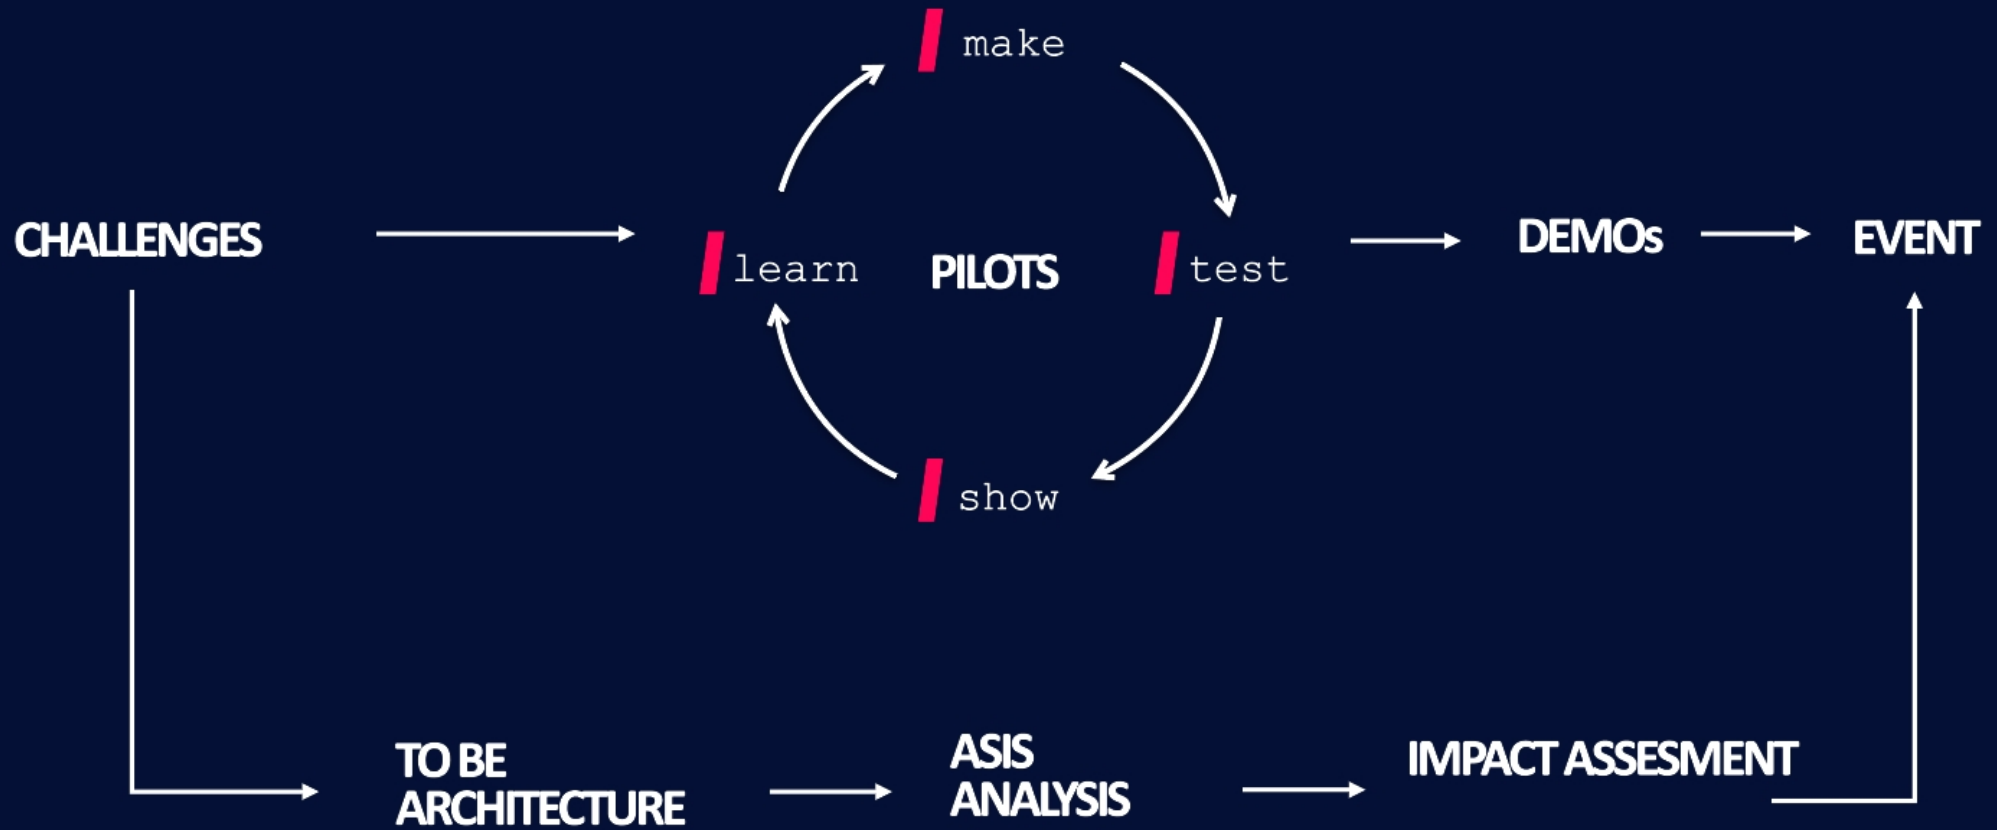 make
CHALLENGES
learn
PILOTS
test
DEMOs
EVENT
show
TO BE
ARCHITECTURE
ASIS
ANALYSIS
IMPACT ASSESMENT